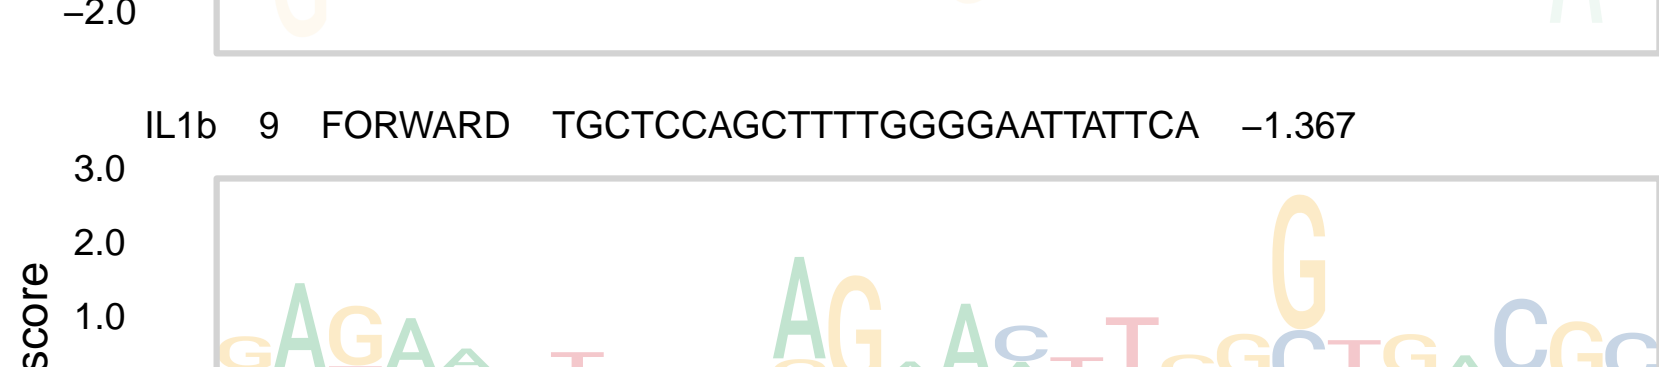 –2.0
IL1b 9 FORWARD TGCTCCAGCTTTTGGGGAATTATTCA –1.367
3.0
2.0
1.0
score